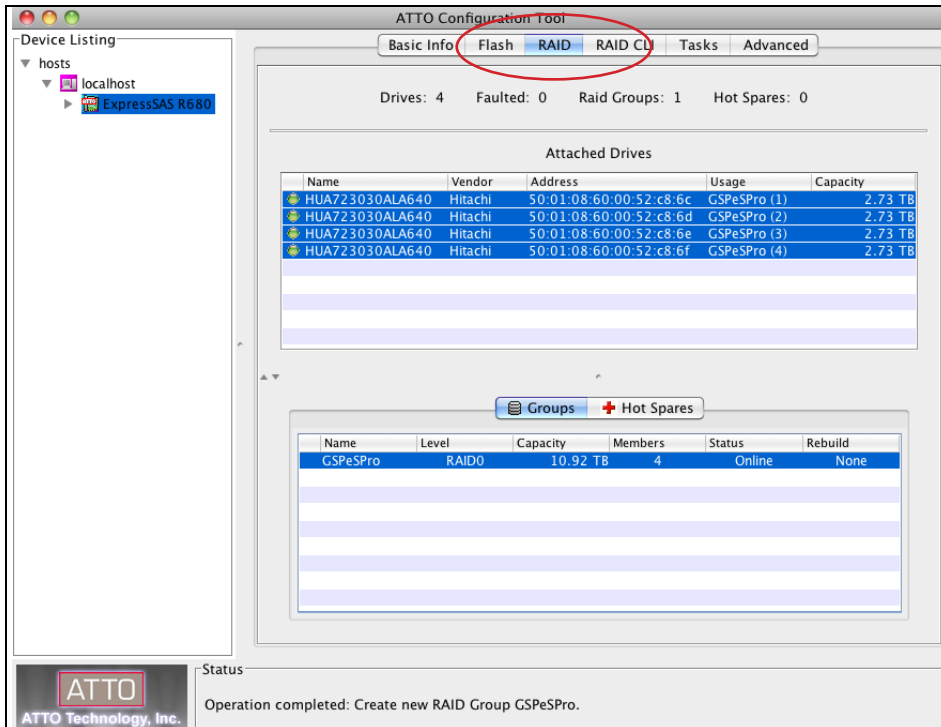 ATTO Configuration Tool
Device Listing
hosts
localhost
ExpressSAS R680
Basic Info Flash RAID RAID CLI Tasks Advanced
Drives: 4 Faulted: 0 Raid Groups: 1 Hot Spares: 0
Attached Drives
Name Vendor Address Usage Capacity
HUA723030ALA640 Hitachi 50:01:08:60:00:52:c8:6c GSPeSPro (1) 2.73 TB
HUA723030ALA640 Hitachi 50:01:08:60:00:52:c8:6d GSPeSPro (2) 2.73 TB
HUA723030ALA640 Hitachi 50:01:08:60:00:52:c8:6e GSPeSPro (3) 2.73 TB
HUA723030ALA640 Hitachi 50:01:08:60:00:52:c8:6f GSPeSPro (4) 2.73 TB
Groups Hot Spares
Name Level Capacity Members Status Rebuild
GSPeSPro RAID0 10.92 TB 4 Online None
ATTO
ATTO Technology, Inc.
Status
Operation completed: Create new RAID Group GSPeSPro.